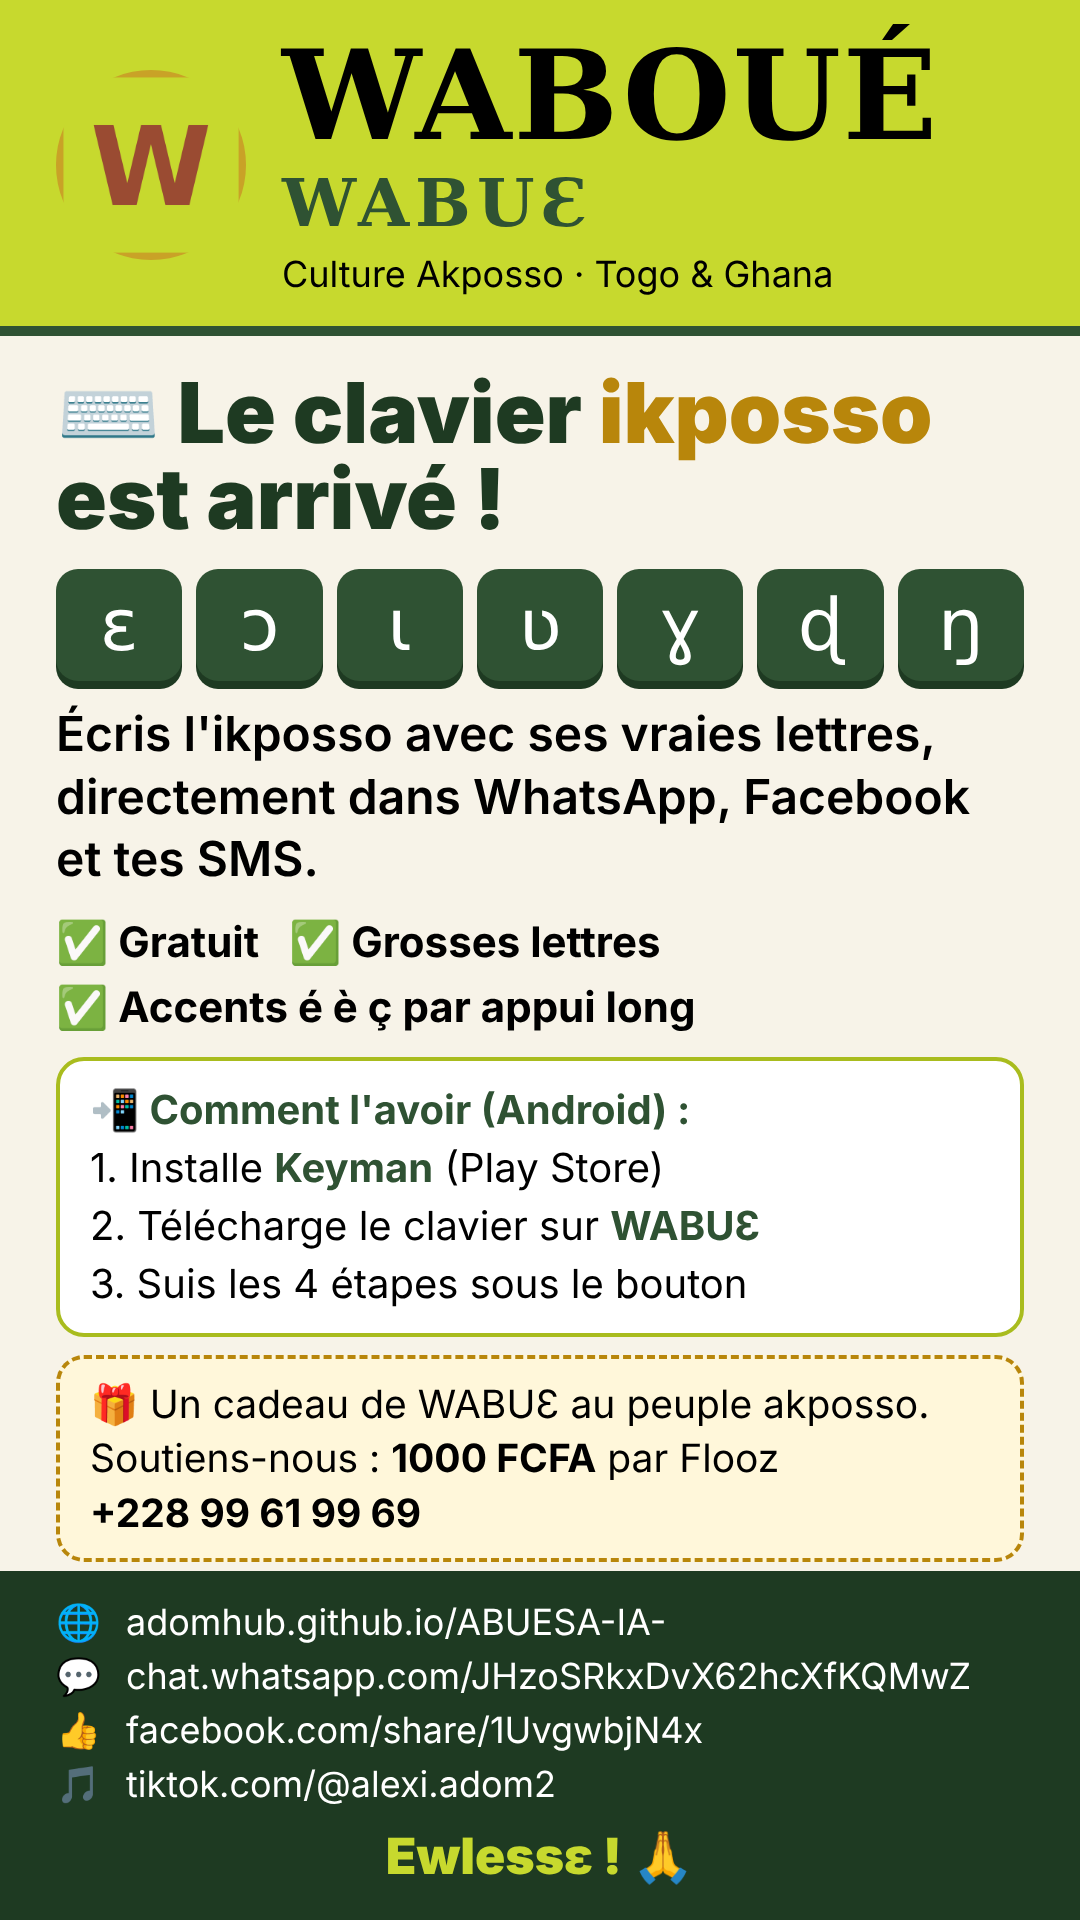 W
WABOUÉ
WABUƐ
Culture Akposso · Togo & Ghana
⌨️ Le clavier ikposso
est arrivé !
ɛ ɔ ɩ ʋ ɣ ɖ ŋ
Écris l'ikposso avec ses vraies lettres,
directement dans WhatsApp, Facebook
et tes SMS.
✅ Gratuit ✅ Grosses lettres
✅ Accents é è ç par appui long
📲 Comment l'avoir (Android) :
1. Installe Keyman (Play Store)
2. Télécharge le clavier sur WABUƐ
3. Suis les 4 étapes sous le bouton
🎁 Un cadeau de WABUƐ au peuple akposso.
Soutiens-nous : 1000 FCFA par Flooz
+228 99 61 99 69
🌐 adomhub.github.io/ABUESA-IA-
💬 chat.whatsapp.com/JHzoSRkxDvX62hcXfKQMwZ
👍 facebook.com/share/1UvgwbjN4x
🎵 tiktok.com/@alexi.adom2
Ewlessɛ ! 🙏